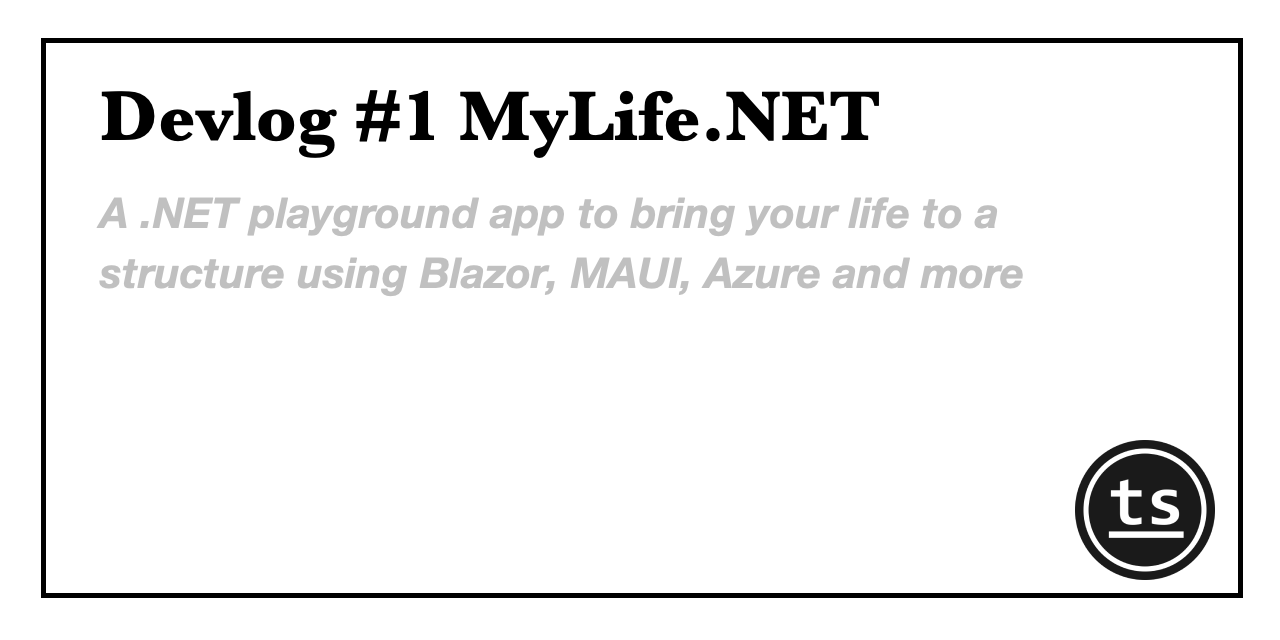 Devlog #1 MyLife.NET
A .NET playground app to bring your life to a
structure using Blazor, MAUI, Azure and more
ts